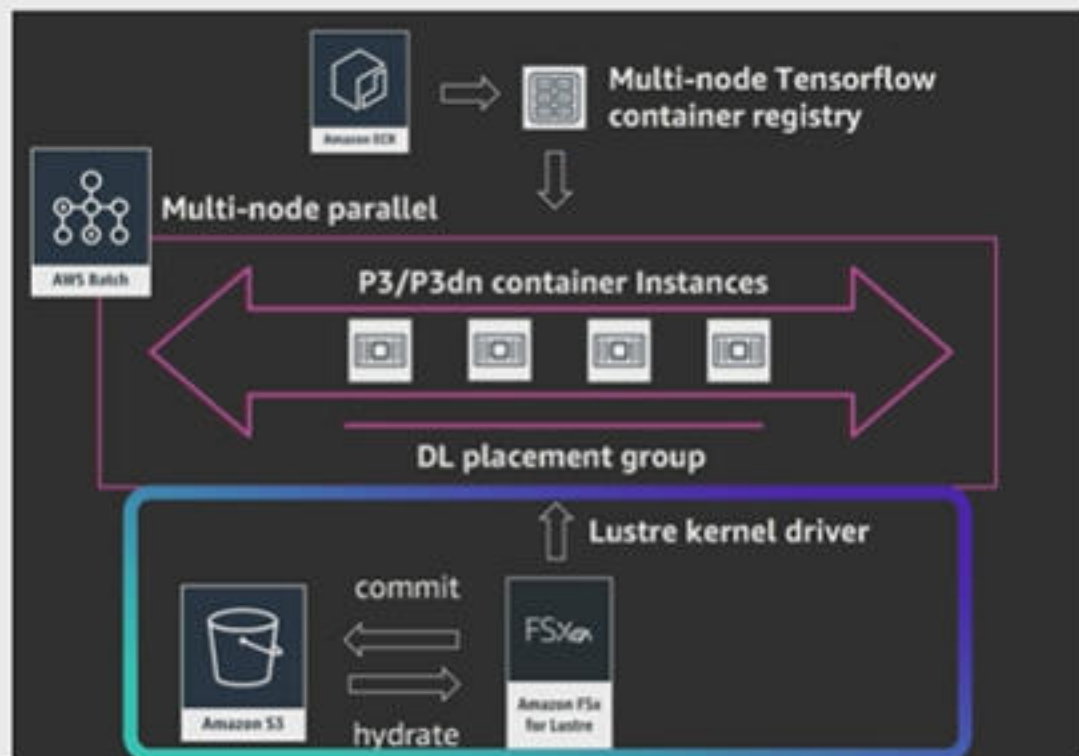 Amazon ECR
Multi-node Tensorflow
container registry
AWS Batch
Multi-node parallel
P3/P3dn container Instances
DL placement group
Lustre kernel driver
commit
hydrate
Amazon S3
FSx
Amazon FSx
for Lustre